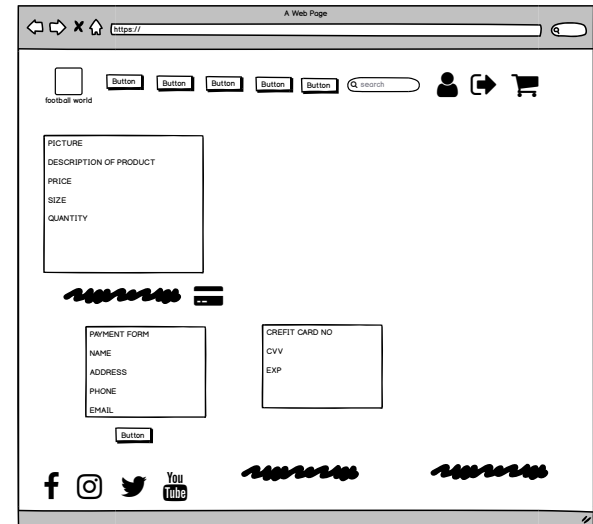 A Web Page
https://
Button Button Button Button Button search
football world
PICTURE
DESCRIPTION OF PRODUCT
PRICE
SIZE
QUANTITY
PAYMENT FORM
NAME
ADDRESS
PHONE
EMAIL
CREFIT CARD NO
CVV
EXP
Button
You
Tube